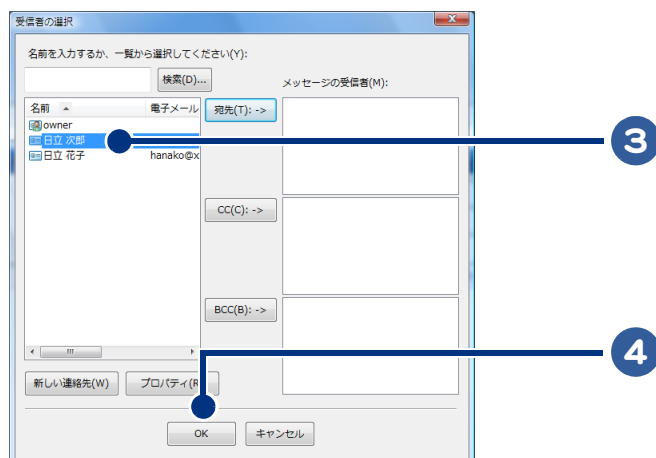 受信者の選択
名前を入力するか、一覧から選択してください(Y):
検索(D)...
メッセージの受信者(M):
名前 電子メール
宛先(T): ->
owner
日立 次郎
日立 花子 hanako@x
3
CC(C): ->
BCC(B): ->
4
新しい連絡先(W) プロパティ(R
OK キャンセル